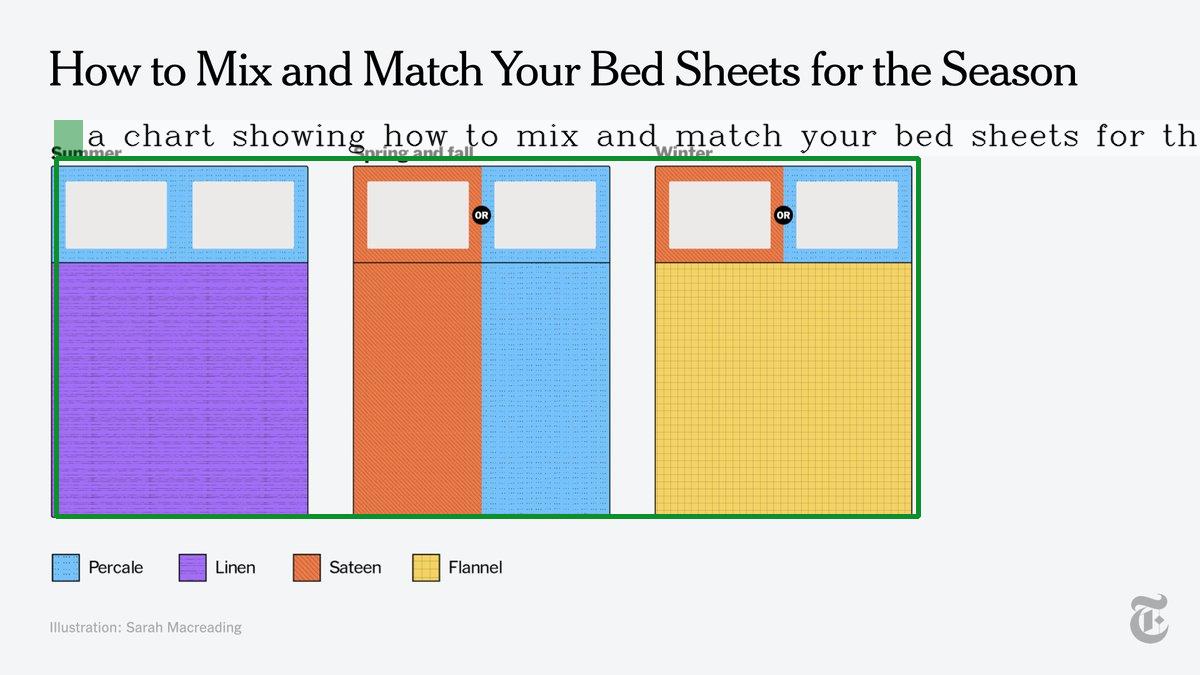 How to Mix and Match Your Bed Sheets for the Season
a chart showing how to mix and match your bed sheets for th
Summer
Spring and fall
Winter
OR
OR
Percale
Linen
Sateen
Flannel
Illustration: Sarah Macreading
T